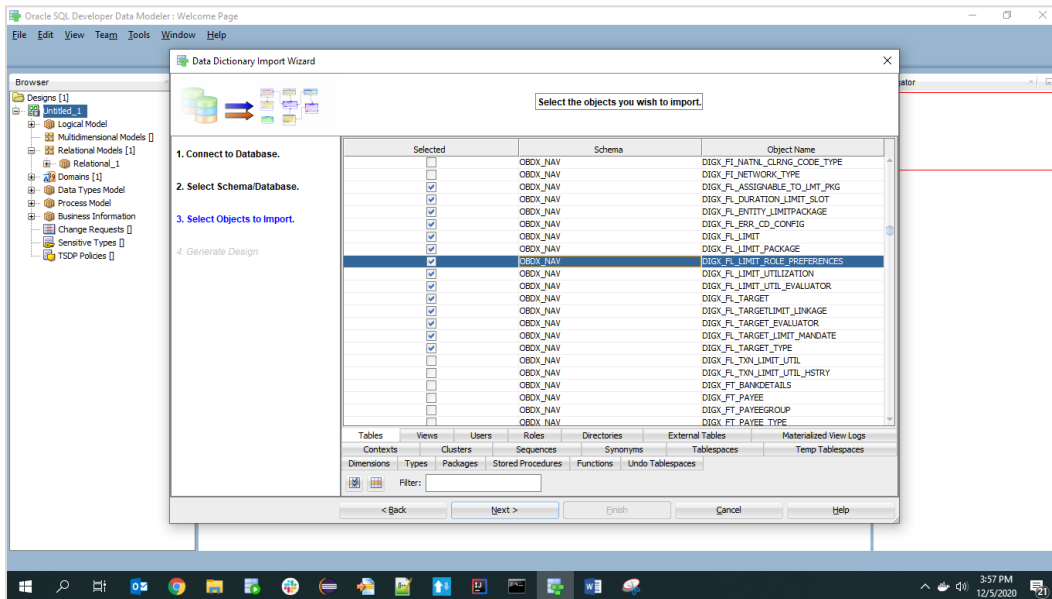 Oracle SQL Developer Data Modeler : Welcome Page
File Edit View Team Tools Window Help
Data Dictionary Import Wizard
Browser
Designs [1]
Untitled_1
Logical Model
Multidimensional Models []
Relational Models [1]
Relational_1
Domains [1]
Data Types Model
Process Model
Business Information
Change Requests []
Sensitive Types []
TSDP Policies []
Select the objects you wish to import.
1. Connect to Database.
2. Select Schema/Database.
3. Select Objects to Import.
4. Generate Design.
Selected Schema Object Name
OBDX_NAV DIGX_FI_NATNL_CLRNG_CODE_TYPE
OBDX_NAV DIGX_FI_NETWORK_TYPE
OBDX_NAV DIGX_FL_ASSIGNABLE_TO_LMT_PKG
OBDX_NAV DIGX_FL_DURATION_LIMIT_SLOT
OBDX_NAV DIGX_FL_ENTITY_LIMITPACKAGE
OBDX_NAV DIGX_FL_ERR_CD_CONFIG
OBDX_NAV DIGX_FL_LIMIT
OBDX_NAV DIGX_FL_LIMIT_PACKAGE
OBDX_NAV DIGX_FL_LIMIT_ROLE_PREFERENCES
OBDX_NAV DIGX_FL_LIMIT_UTILIZATION
OBDX_NAV DIGX_FL_LIMIT_UTIL_EVALUATOR
OBDX_NAV DIGX_FL_TARGET
OBDX_NAV DIGX_FL_TARGETLIMIT_LINKAGE
OBDX_NAV DIGX_FL_TARGET_EVALUATOR
OBDX_NAV DIGX_FL_TARGET_LIMIT_MANDATE
OBDX_NAV DIGX_FL_TARGET_TYPE
OBDX_NAV DIGX_FL_TXN_LIMIT_UTIL
OBDX_NAV DIGX_FL_TXN_LIMIT_UTIL_HSTRY
OBDX_NAV DIGX_FT_BANKDETAILS
OBDX_NAV DIGX_FT_PAYEE
OBDX_NAV DIGX_FT_PAYEEGROUP
OBDX_NAV DIGX_FT_PAYEE_TYPE
Tables Views Users Roles Directories External Tables Materialized View Logs
Contexts Clusters Sequences Synonyms Tablespaces Temp Tablespaces
Dimensions Types Packages Stored Procedures Functions Undo Tablespaces
Filter:
< Back Next > Finish Cancel Help
3:57 PM
12/5/2020
21